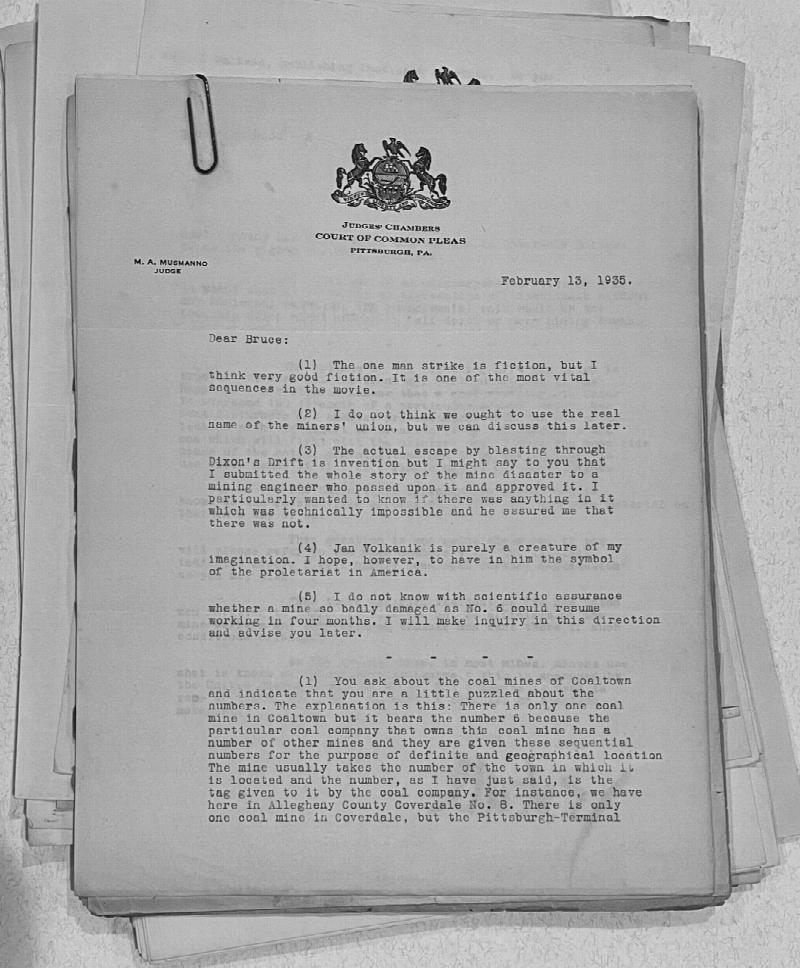 JUDGES' CHAMBERS
COURT OF COMMON PLEAS
PITTSBURGH, PA.
M. A. MUSMANNO
JUDGE
February 13, 1935.
Dear Bruce:
(1) The one man strike is fiction, but I
think very good fiction. It is one of the most vital
sequences in the movie.
(2) I do not think we ought to use the real
name of the miners' union, but we can discuss this later.
(3) The actual escape by blasting through
Dixon's Drift is invention but I might say to you that
I submitted the whole story of the mine disaster to a
mining engineer who passed upon it and approved it. I
particularly wanted to know if there was anything in it
which was technically impossible and he assured me that
there was not.
(4) Jan Volkanik is purely a creature of my
imagination. I hope, however, to have in him the symbol
of the proletariat in America.
(5) I do not know with scientific assurance
whether a mine so badly damaged as No. 6 could resume
working in four months. I will make inquiry in this direction
and advise you later.
- - - -
(1) You ask about the coal mines of Coaltown
and indicate that you are a little puzzled about the
numbers. The explanation is this: There is only one coal
mine in Coaltown but it bears the number 6 because the
particular coal company that owns this coal mine has a
number of other mines and they are given these sequential
numbers for the purpose of definite and geographical location
The mine usually takes the number of the town in which it
is located and the number, as I have just said, is the
tag given to it by the coal company. For instance, we have
here in Allegheny County Coverdale No. 8. There is only
one coal mine in Coverdale, but the Pittsburgh-Terminal